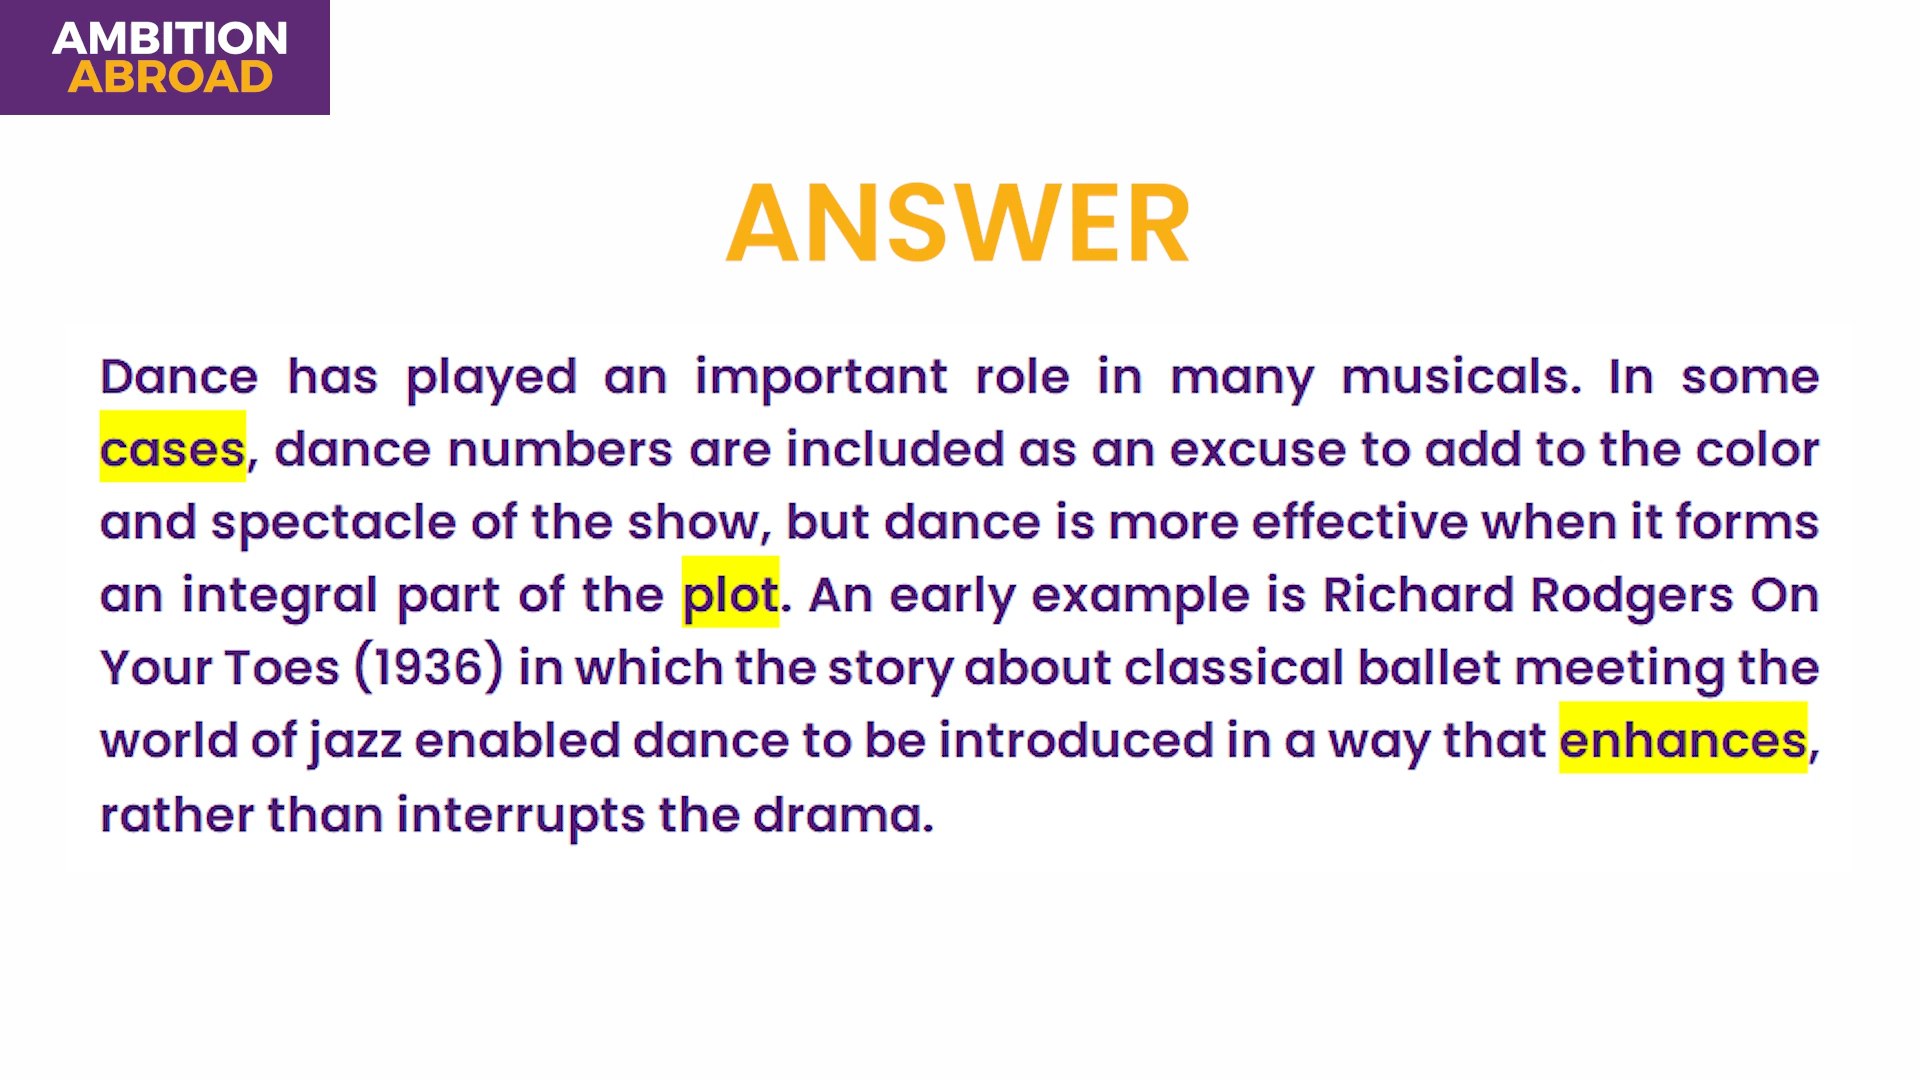 AMBITION
ABROAD
ANSWER
Dance has played an important role in many musicals. In some
cases, dance numbers are included as an excuse to add to the color
and spectacle of the show, but dance is more effective when it forms
an integral part of the plot. An early example is Richard Rodgers On
Your Toes (1936) in which the story about classical ballet meeting the
world of jazz enabled dance to be introduced in a way that enhances,
rather than interrupts the drama.